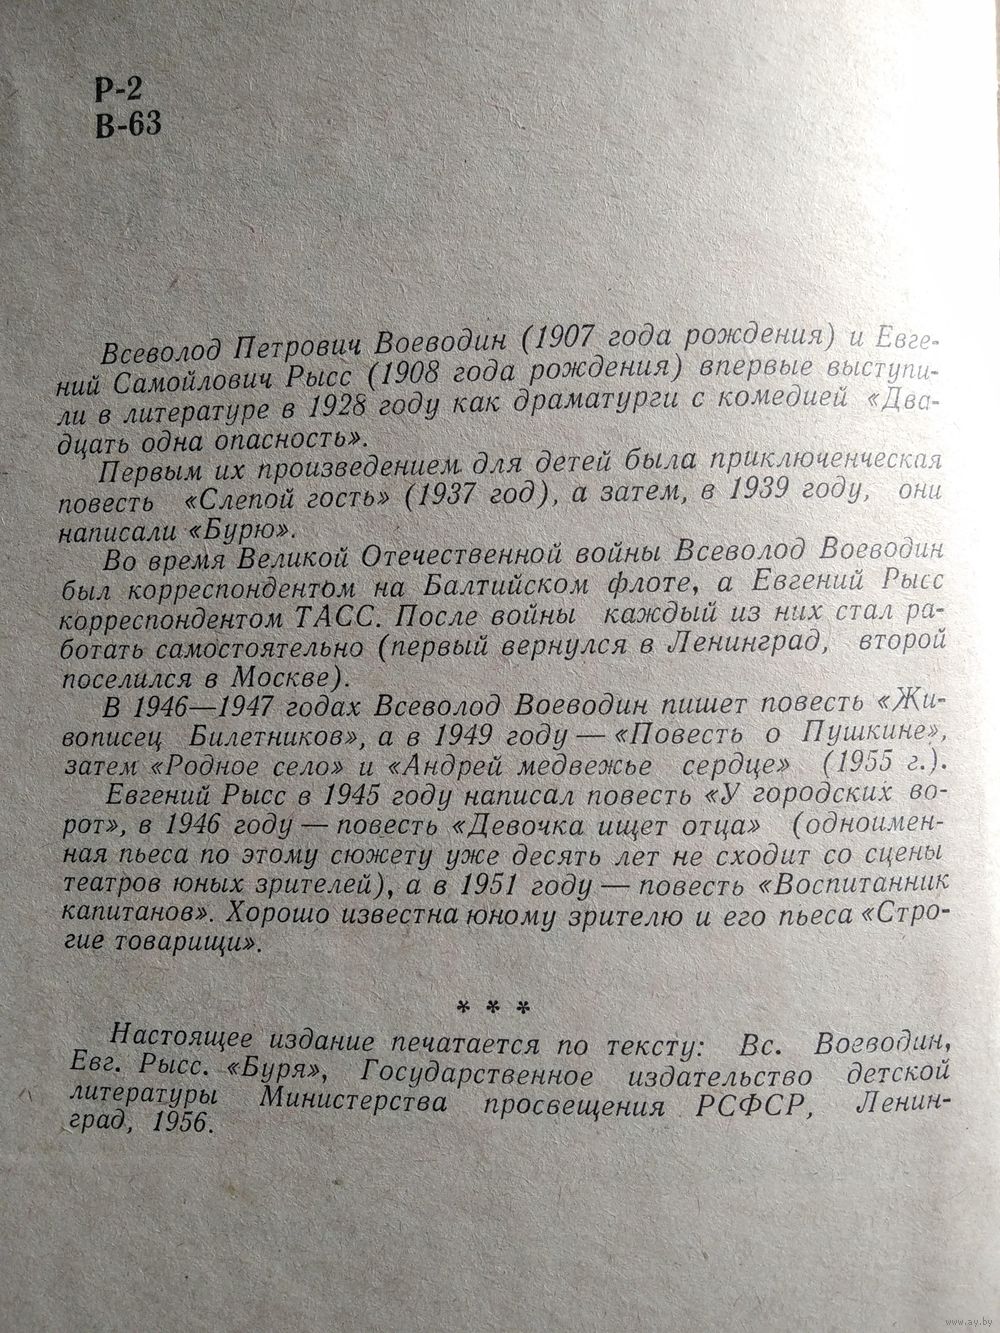 Р-2
В-63
Всеволод Петрович Воеводин (1907 года рождения) и Евге-
ний Самойлович Рысс (1908 года рождения) впервые выступи-
ли в литературе в 1928 году как драматурги с комедией «Два-
дцать одна опасность».
Первым их произведением для детей была приключенческая
повесть «Слепой гость» (1937 год), а затем, в 1939 году, они
написали «Бурю».
Во время Великой Отечественной войны Всеволод Воеводин
был корреспондентом на Балтийском флоте, а Евгений Рысс
корреспондентом ТАСС. После войны каждый из них стал ра-
ботать самостоятельно (первый вернулся в Ленинград, второй
поселился в Москве).
В 1946—1947 годах Всеволод Воеводин пишет повесть «Жи-
вописец Билетников», а в 1949 году — «Повесть о Пушкине»,
затем «Родное село» и «Андрей медвежье сердце» (1955 г.).
Евгений Рысс в 1945 году написал повесть «У городских во-
рот», в 1946 году — повесть «Девочка ищет отца» (одноимен-
ная пьеса по этому сюжету уже десять лет не сходит со сцены
театров юных зрителей), а в 1951 году — повесть «Воспитанник
капитанов». Хорошо известна юному зрителю и его пьеса «Стро-
гие товарищи».
* * *
Настоящее издание печатается по тексту: Вс. Воеводин,
Евг. Рысс. «Буря», Государственное издательство детской
литературы Министерства просвещения РСФСР, Ленин-
град, 1956.
www.ay.by